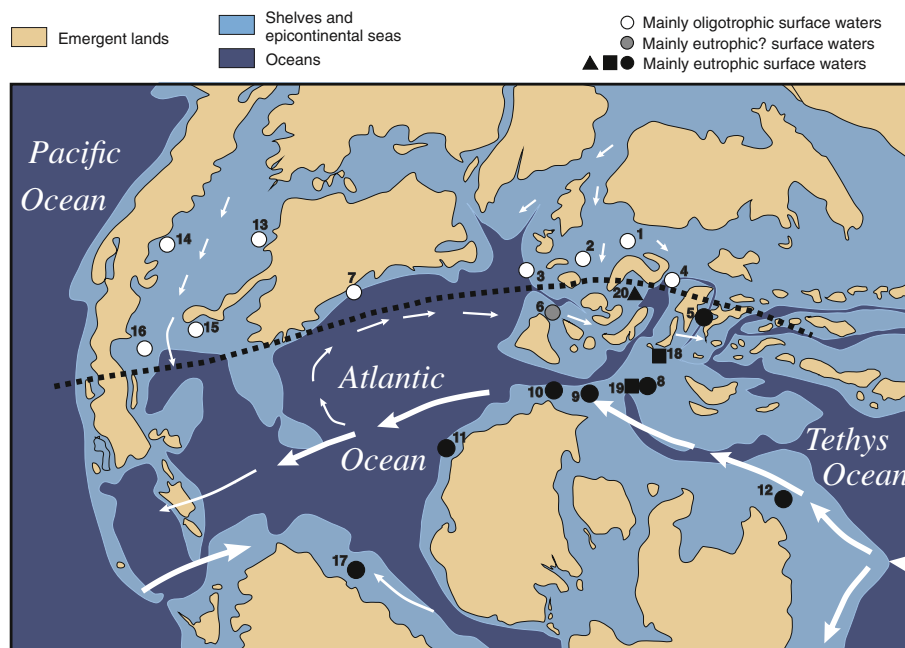 Emergent lands
Shelves and
epicontinental seas
Oceans
Mainly oligotrophic surface waters
Mainly eutrophic? surface waters
Mainly eutrophic surface waters
Pacific
Ocean
14
13
7
3
2
1
4
20
6
5
16
15
18
Atlantic
Ocean
10
9
19
8
11
Tethys
Ocean
12
17